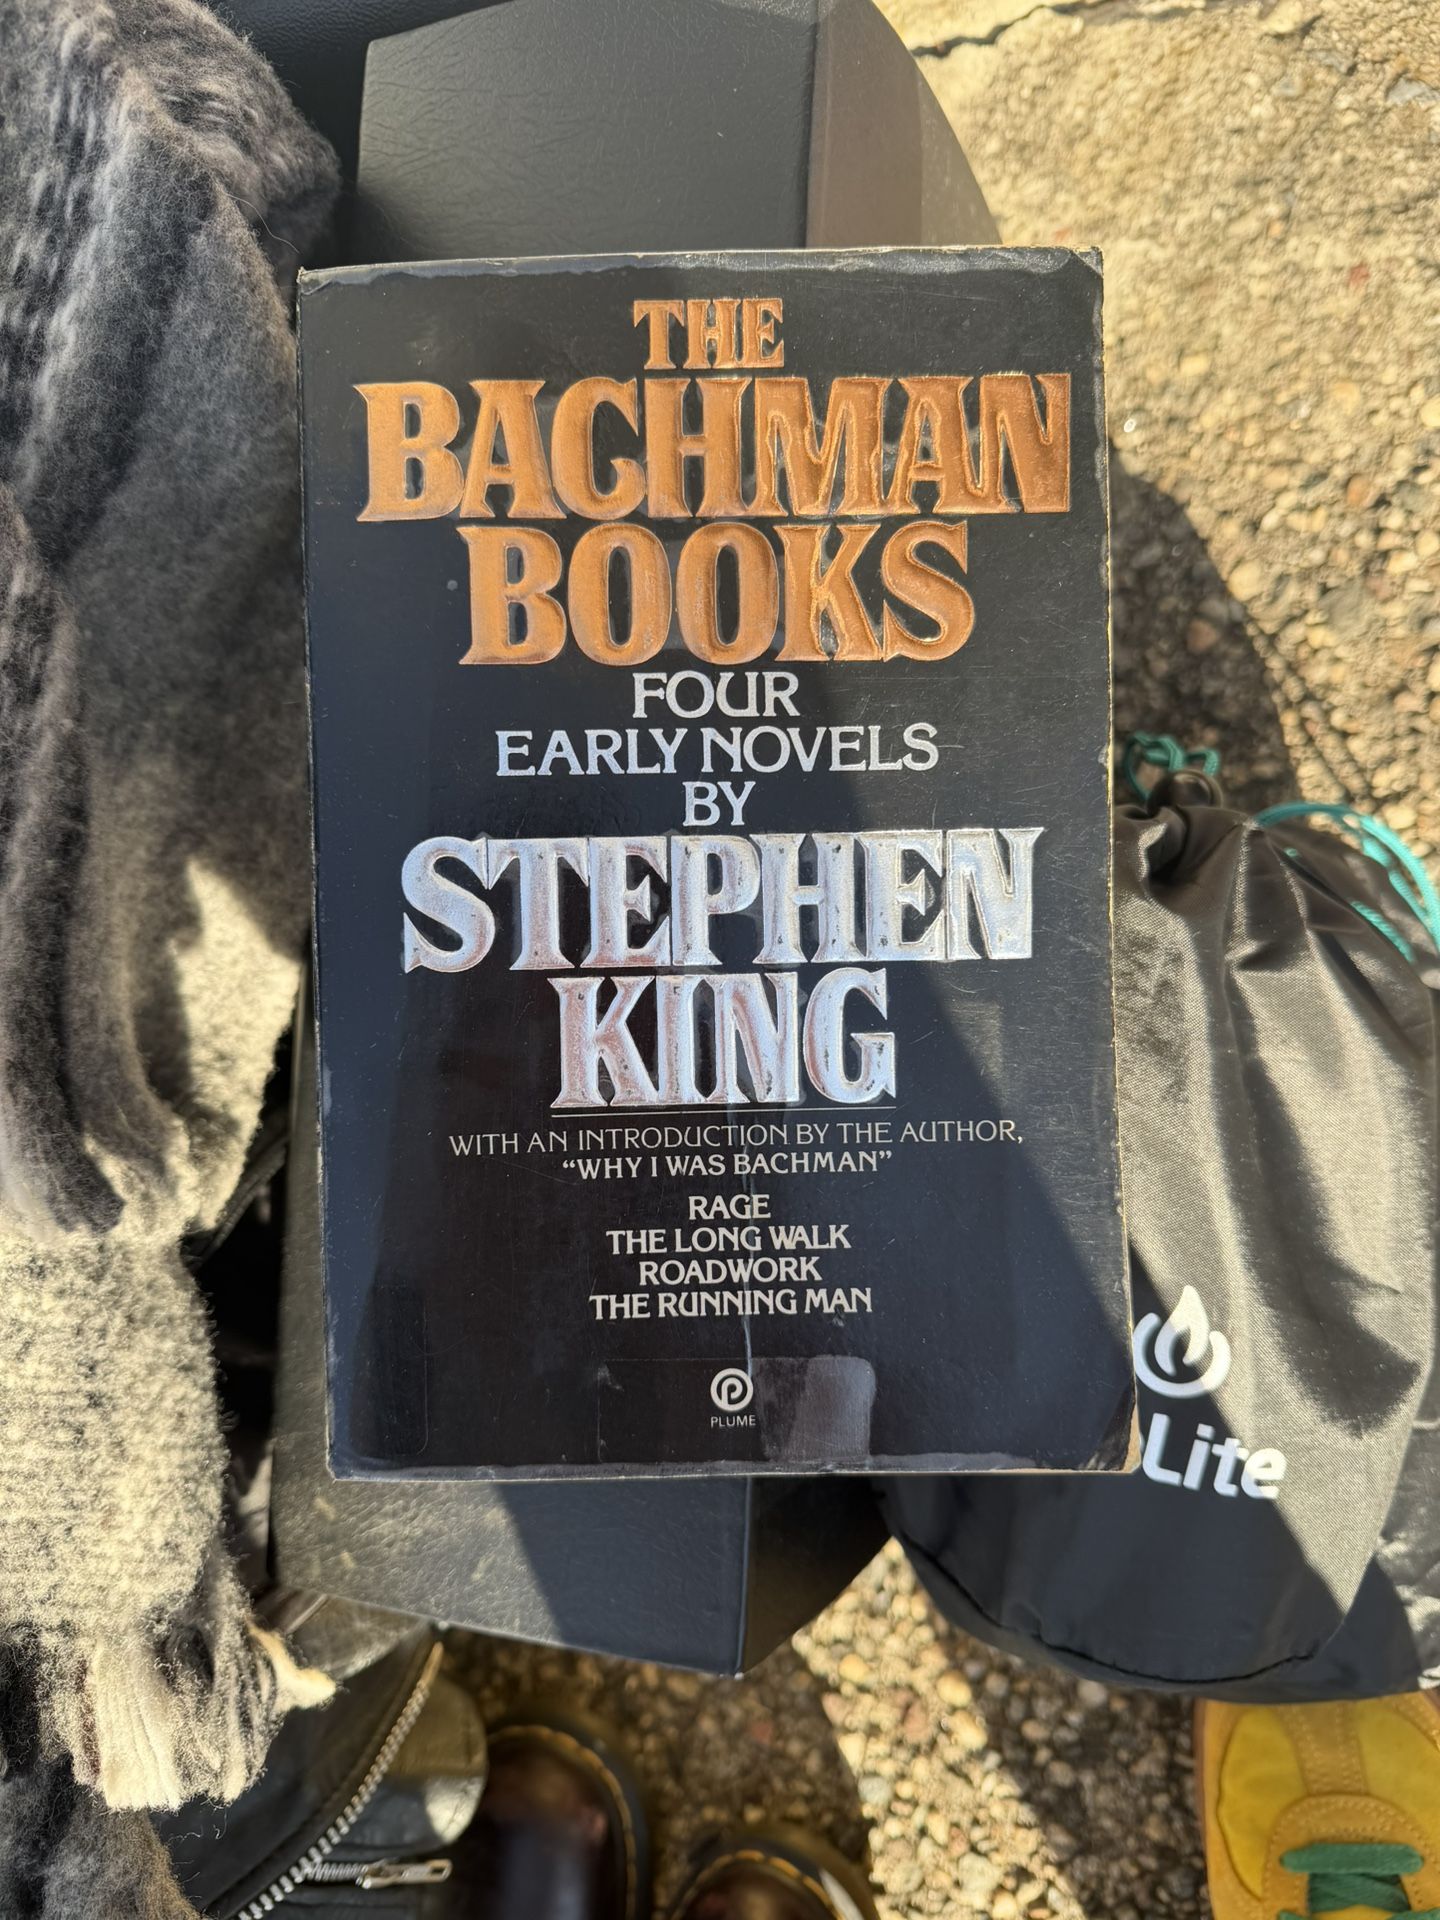 THE
BACHMAN
BOOKS
FOUR
EARLY NOVELS
BY
STEPHEN
KING
WITH AN INTRODUCTION BY THE AUTHOR,
“WHY I WAS BACHMAN”
RAGE
THE LONG WALK
ROADWORK
THE RUNNING MAN
PLUME
Lite